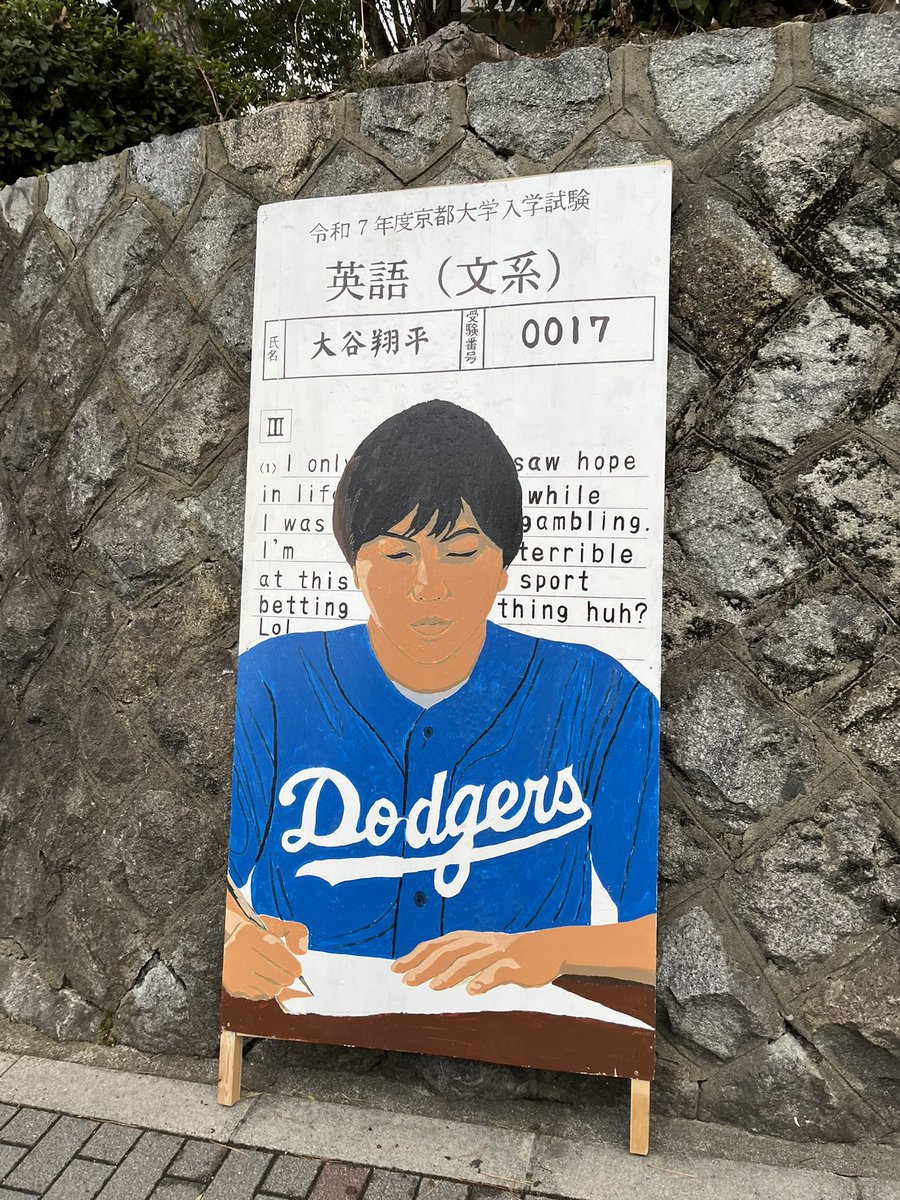 令和7年度京都大学入学試験
英語（文系）
氏名 大谷翔平 受験番号 0017
III
(1) I only saw hope
in life while
I was gambling.
I'm terrible
at this sport
betting thing huh?
Lol
Dodgers